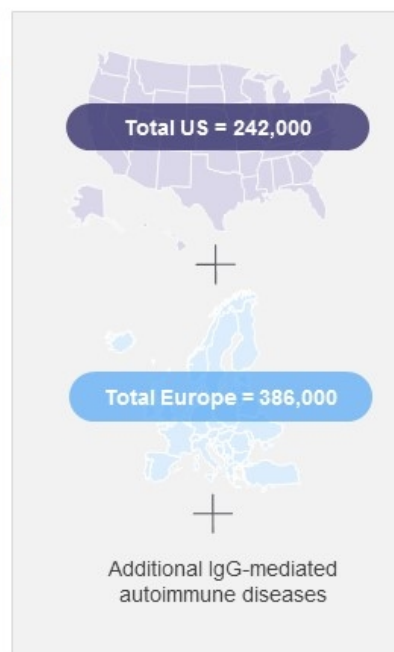 Total US = 242,000
+
Total Europe = 386,000
+
Additional IgG-mediated
autoimmune diseases